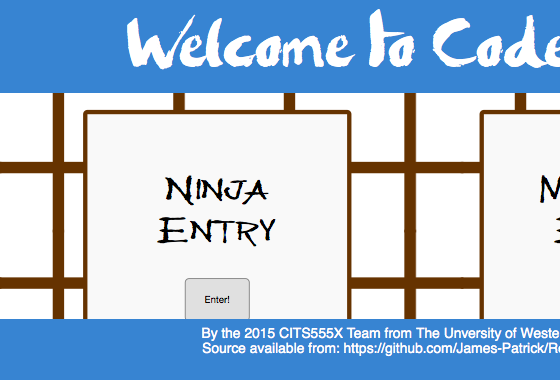 Welcome to Code
NINJA
ENTRY
M
E
Enter!
By the 2015 CITS555X Team from The Unversity of Weste
Source available from: https://github.com/James-Patrick/Re